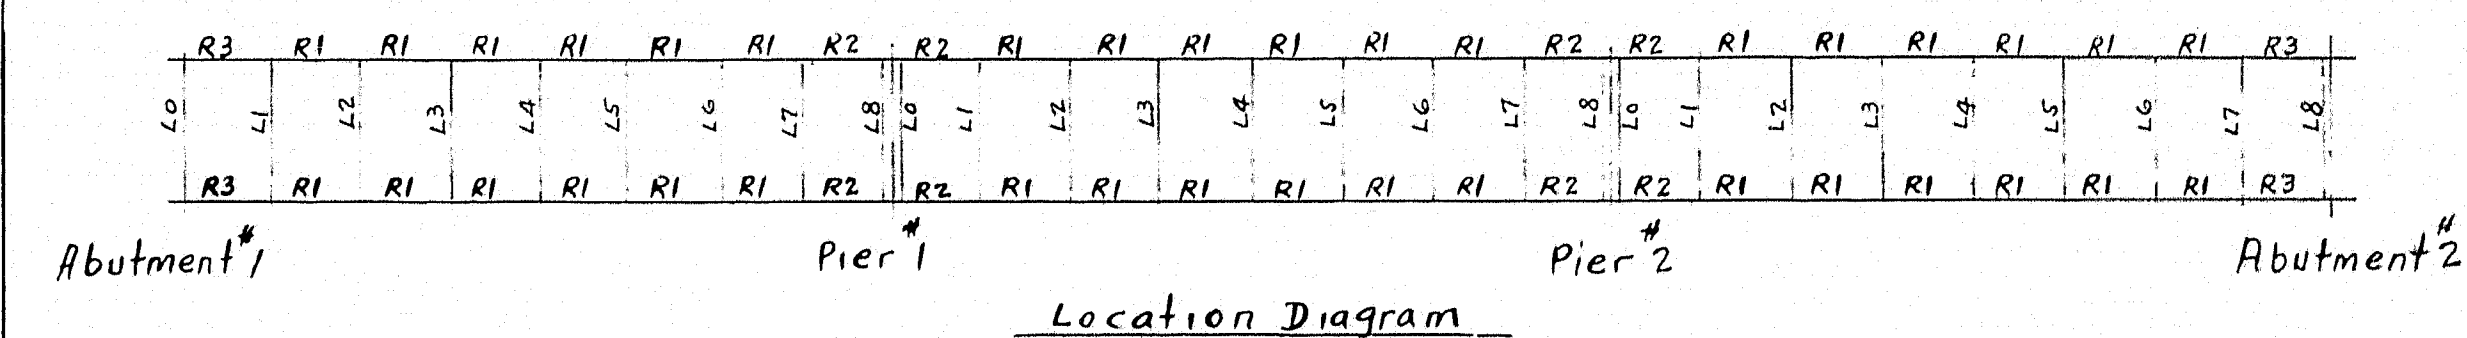 R3 R1 R1 R1 R1 R1 R1 R2 R2 R1 R1 R1 R1 R1 R1 R2 R2 R1 R1 R1 R1 R1 R1 R3
L0 L1 L2 L3 L4 L5 L6 L7 L8 L0 L1 L2 L3 L4 L5 L6 L7 L8 L0 L1 L2 L3 L4 L5 L6 L7 L8
R3 R1 R1 R1 R1 R1 R1 R2 R2 R1 R1 R1 R1 R1 R1 R2 R2 R1 R1 R1 R1 R1 R1 R3
Abutment #1 Pier #1 Pier #2 Abutment #2
Location Diagram